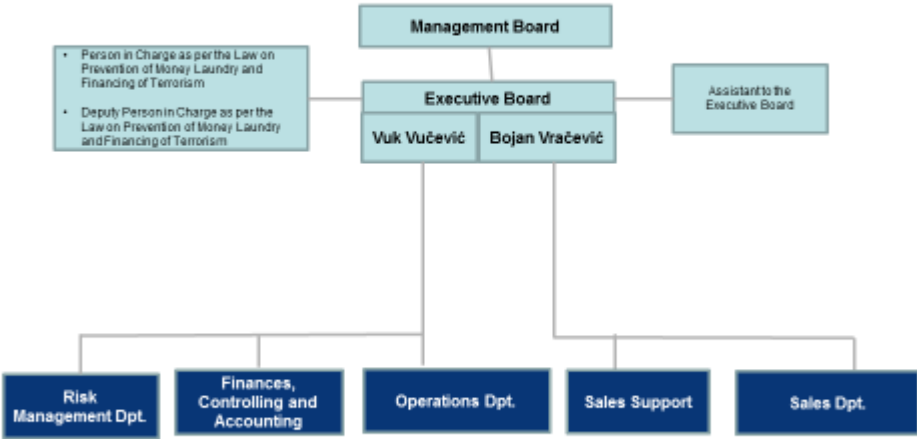 Management Board
• Person in Charge as per the Law on
Prevention of Money Laundry and
Financing of Terrorism
• Deputy Person in Charge as per the
Law on Prevention of Money Laundry
and Financing of Terrorism
Executive Board
Assistant to the
Executive Board
Vuk Vučević
Bojan Vračević
Risk
Management Dpt.
Finances,
Controlling and
Accounting
Operations Dpt.
Sales Support
Sales Dpt.